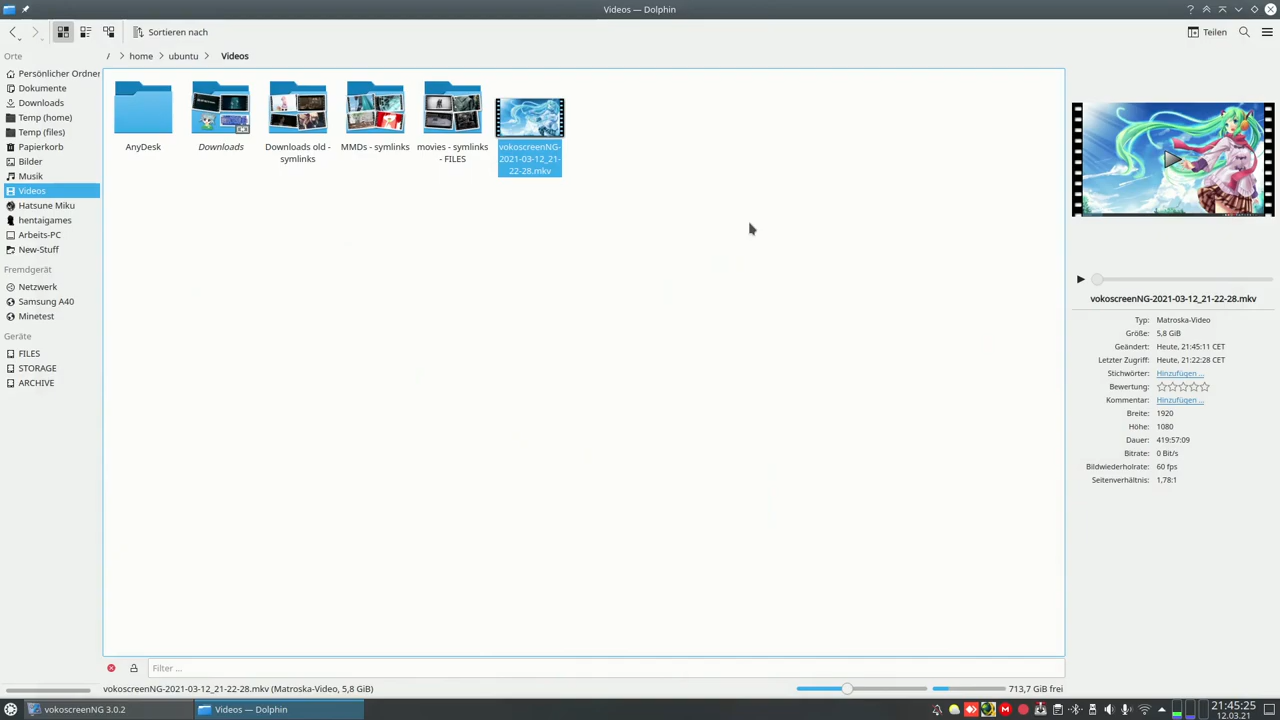 Videos — Dolphin
Sortieren nach
Teilen
/ > home > ubuntu > Videos
Orte
Persönlicher Ordner
Dokumente
Downloads
Temp (home)
Temp (files)
Papierkorb
Bilder
Musik
Videos
Hatsune Miku
hentaigames
Arbeits-PC
New-Stuff
Fremdgerät
Netzwerk
Samsung A40
Minetest
Geräte
FILES
STORAGE
ARCHIVE
AnyDesk
Downloads
Downloads old -
symlinks
MMDs - symlinks
movies - symlinks
- FILES
vokoscreenNG-
2021-03-12_21-
22-28.mkv
vokoscreenNG-2021-03-12_21-22-28.mkv
Typ: Matroska-Video
Größe: 5,8 GiB
Geändert: Heute, 21:45:11 CET
Letzter Zugriff: Heute, 21:22:28 CET
Stichwörter: Hinzufügen ...
Bewertung:
Kommentar: Hinzufügen ...
Breite: 1920
Höhe: 1080
Dauer: 419:57:09
Bitrate: 0 Bit/s
Bildwiederholrate: 60 fps
Seitenverhältnis: 1,78:1
Filter ...
vokoscreenNG-2021-03-12_21-22-28.mkv (Matroska-Video, 5,8 GiB)
713,7 GiB frei
vokoscreenNG 3.0.2
Videos — Dolphin
21:45:25
12.03.21